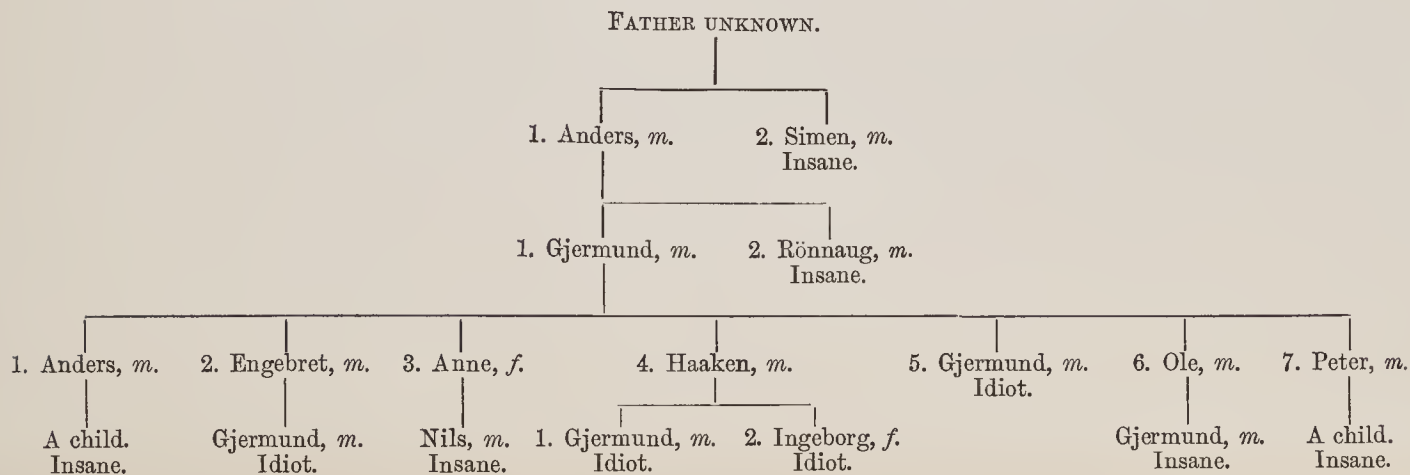 FATHER UNKNOWN.
1. Anders, m. 2. Simen, m.
Insane.
1. Gjermund, m. 2. Rönnaug, m.
Insane.
1. Anders, m. 2. Engebret, m. 3. Anne, f. 4. Haaken, m. 5. Gjermund, m. 6. Ole, m. 7. Peter, m.
Idiot.
A child. Gjermund, m. Nils, m. 1. Gjermund, m. 2. Ingeborg, f. Gjermund, m. A child.
Insane. Idiot. Insane. Idiot. Idiot. Insane. Insane.